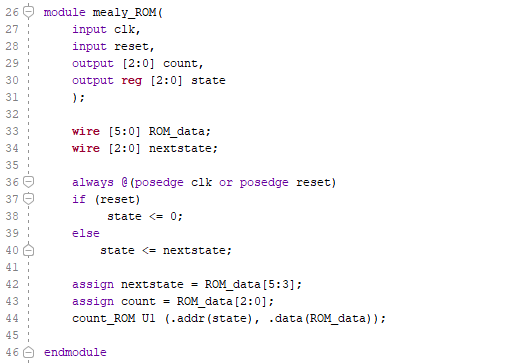 26 module mealy_ROM(
27     input clk,
28     input reset,
29     output [2:0] count,
30     output reg [2:0] state
31     );
32
33     wire [5:0] ROM_data;
34     wire [2:0] nextstate;
35
36     always @(posedge clk or posedge reset)
37     if (reset)
38          state <= 0;
39     else
40         state <= nextstate;
41
42     assign nextstate = ROM_data[5:3];
43     assign count = ROM_data[2:0];
44     count_ROM U1 (.addr(state), .data(ROM_data));
45
46 endmodule